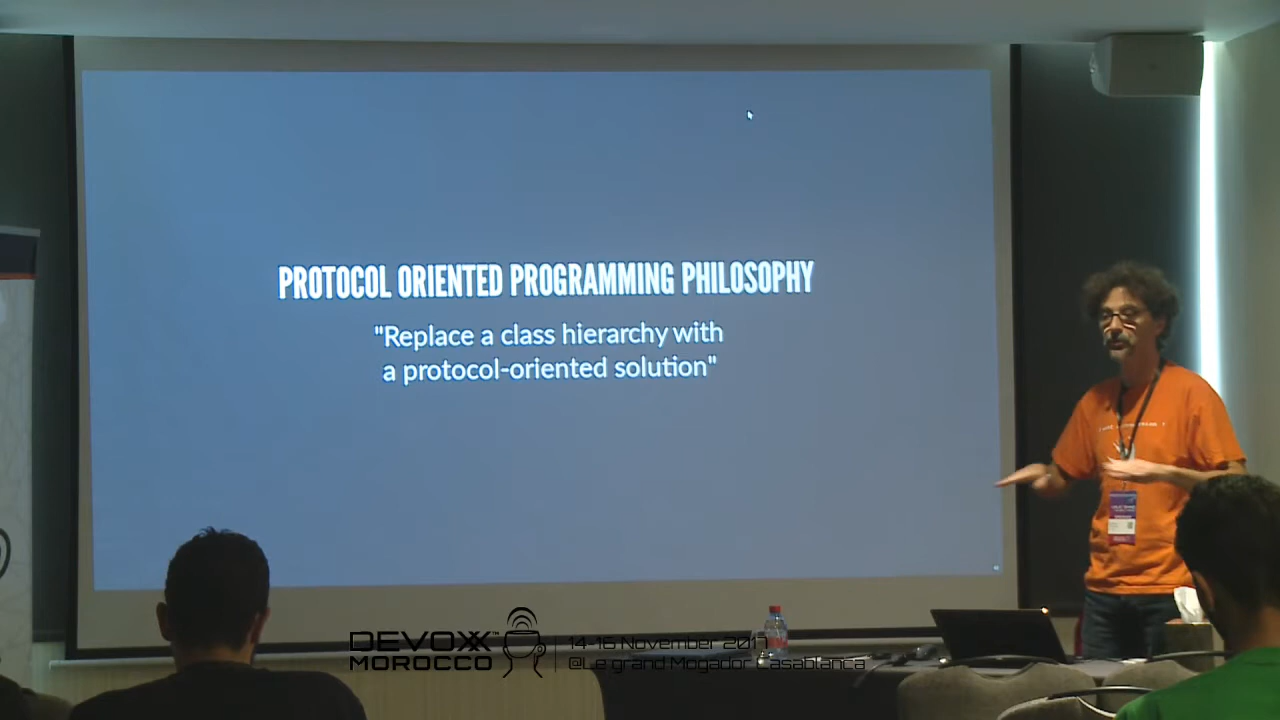 PROTOCOL ORIENTED PROGRAMMING PHILOSOPHY
"Replace a class hierarchy with
a protocol-oriented solution"
DEVOXX™
MOROCCO
14-16 November 2017
@Le grand Mogador Casablanca